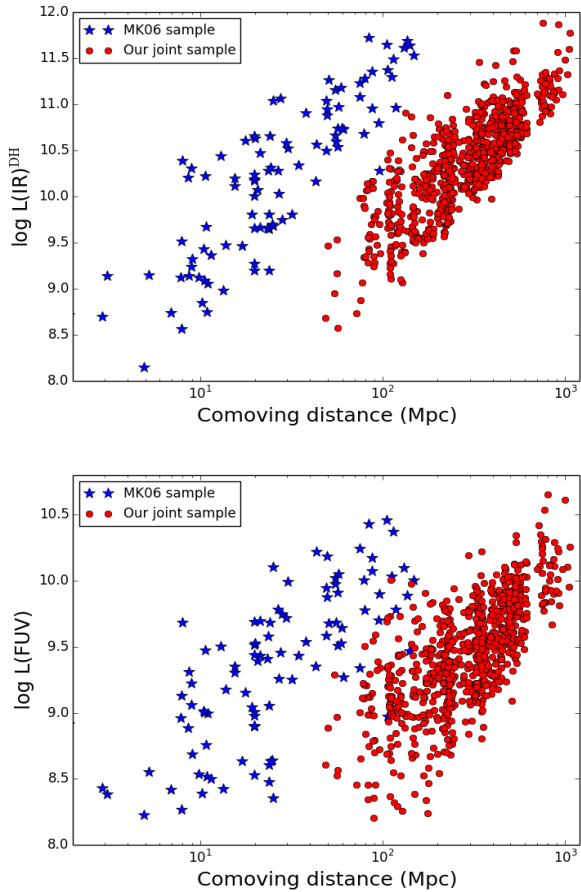 12.0
11.5
11.0
10.5
10.0
9.5
9.0
8.5
8.0
log L(IR)^DH
MK06 sample
Our joint sample
10^1
10^2
10^3
Comoving distance (Mpc)
10.5
10.0
9.5
9.0
8.5
8.0
log L(FUV)
MK06 sample
Our joint sample
10^1
10^2
10^3
Comoving distance (Mpc)